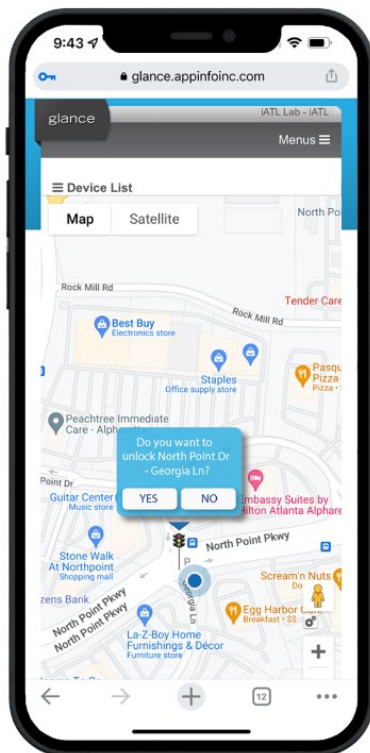 9:43
glance.appinfoinc.com
iATL Lab - iATL
glance
Menus
Device List
Map
Satellite
North Po
Rock Mill Rd
Rock Mill Rd
Tender Care
Best Buy
Electronics store
Staples
Office supply store
Pasqu
Pizza
Pizza ·
Peachtree Immediate
Care - Alph
Do you want to
unlock North Point Dr
- Georgia Ln?
YES
NO
Point Dr
Guitar Center
Music store
Embassy Suites by
Hilton Atlanta Alphare
North Point Pkwy
Stone Walk
At Northpoint
Shopping mall
P
Georgia Ln
Scream'n Nuts
Do
zens Bank
North Point Pkwy
North Point Pkwy
Egg Harbor
Breakfast · $$
La-Z-Boy Home
Furnishings & Décor
Furniture store
+
12